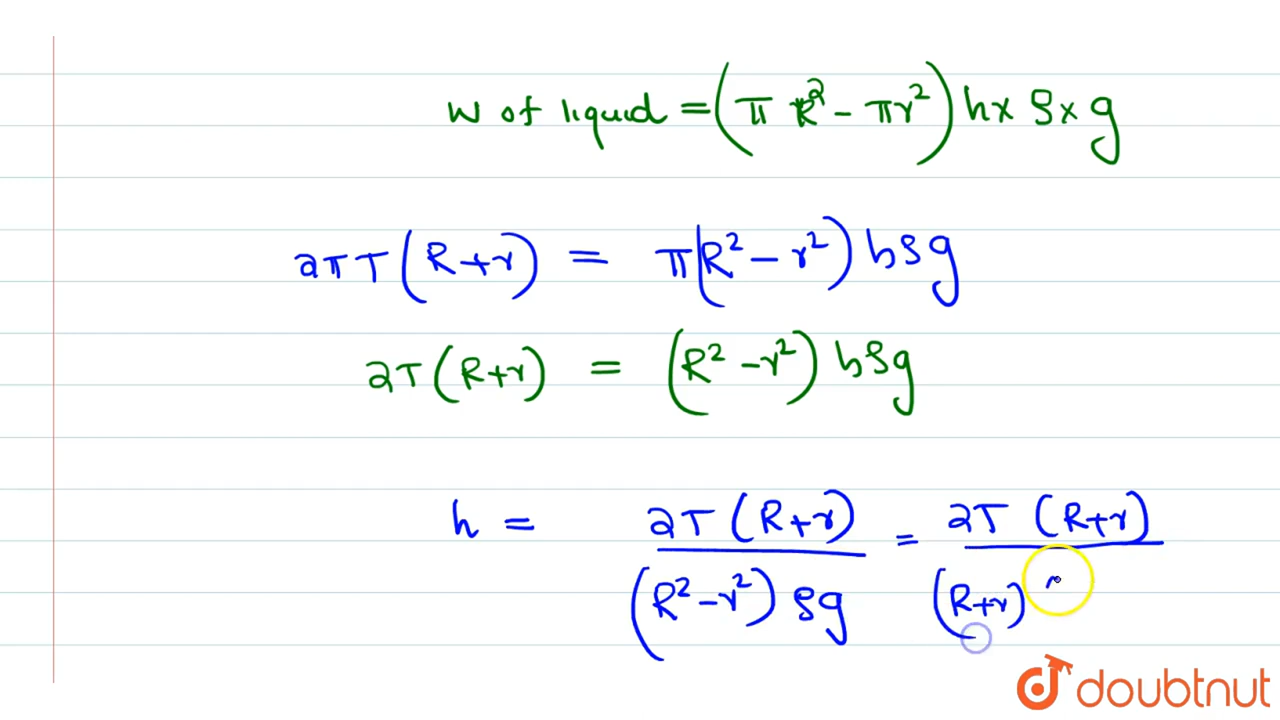 W of liquid = (π R² - πr²) h x ρ x g
2πT (R+r) = π(R² - r²) hρg
2T (R+r) = (R² - r²) hρg
h = 2T (R+r) / (R² - r²) ρg = 2T (R+r) / (R+r)
doubtnut